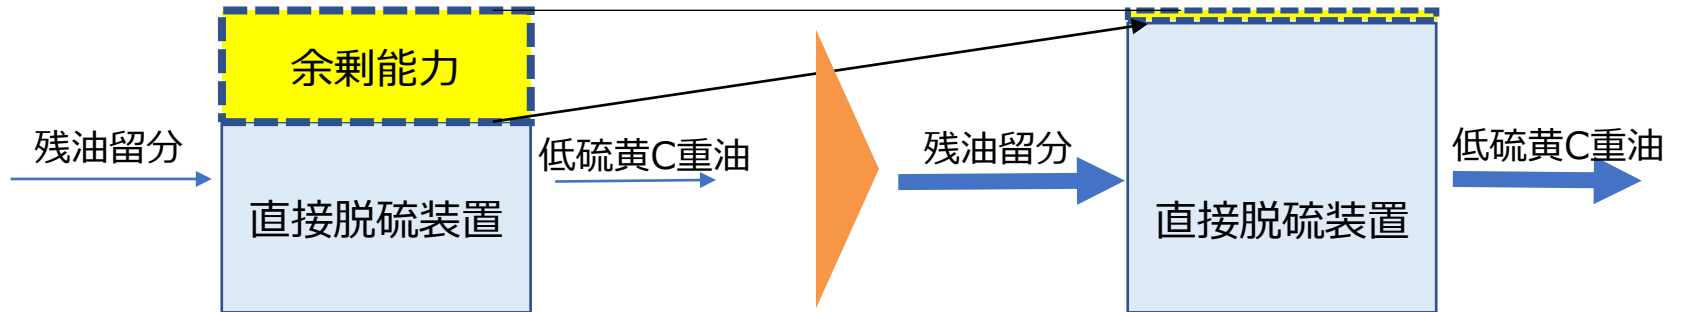 余剰能力
残油留分
低硫黄C重油
直接脱硫装置
残油留分
低硫黄C重油
直接脱硫装置